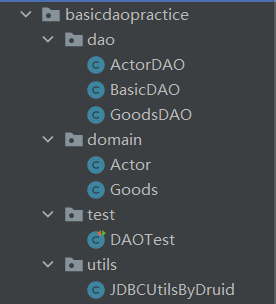 basicdaopractice
dao
ActorDAO
BasicDAO
GoodsDAO
domain
Actor
Goods
test
DAOTest
utils
JDBCUtilsByDruid